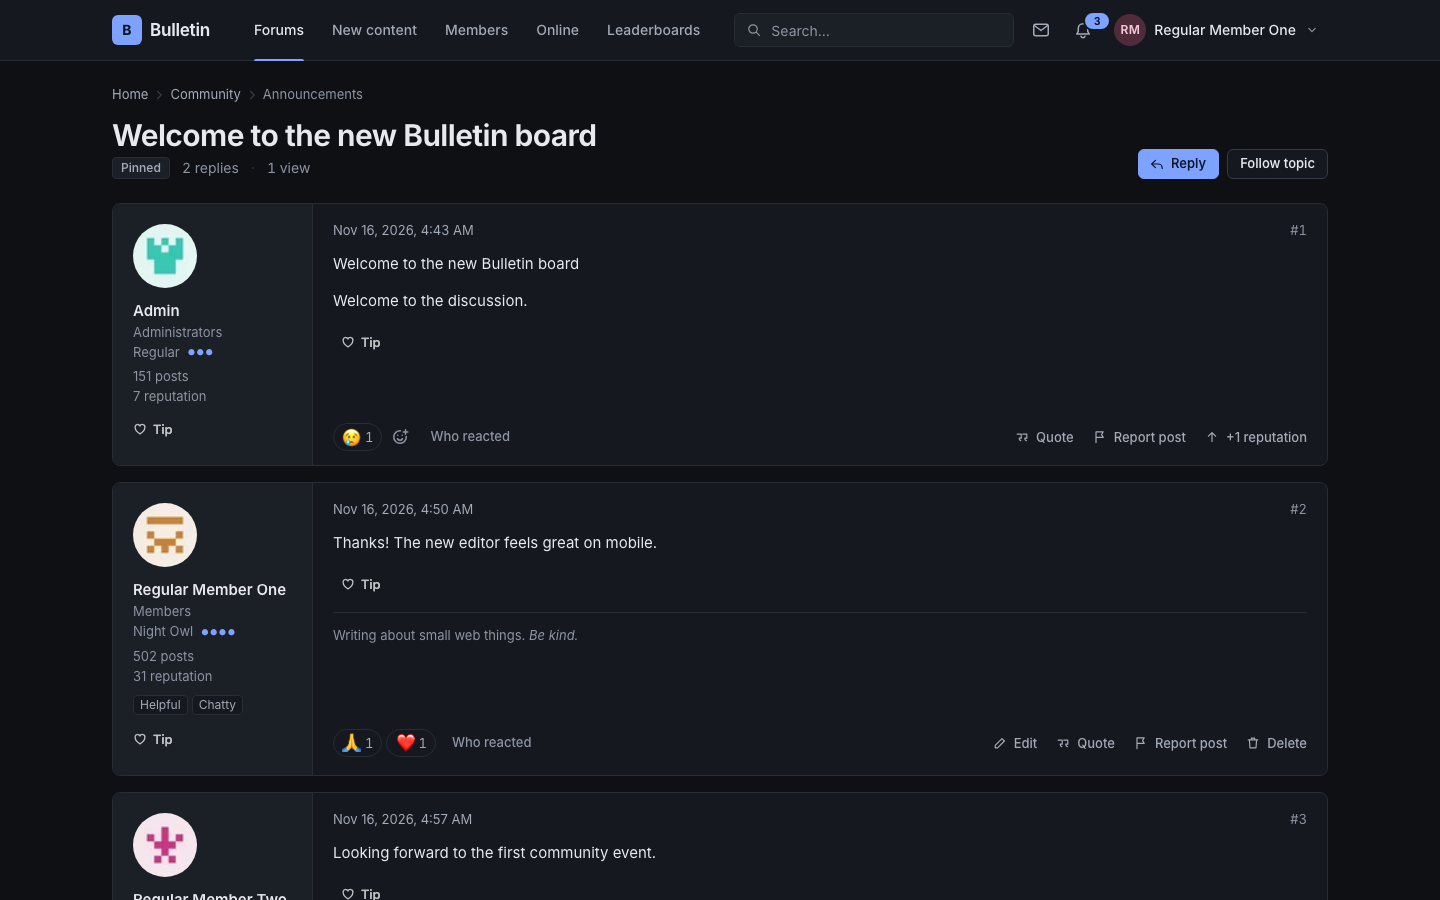 B Bulletin Forums New content Members Online Leaderboards Search... 3 RM Regular Member One
Home Community Announcements
Welcome to the new Bulletin board
Pinned 2 replies · 1 view
Reply Follow topic
Admin
Administrators
Regular
151 posts
7 reputation
Tip
Nov 16, 2026, 4:43 AM #1
Welcome to the new Bulletin board
Welcome to the discussion.
Tip
1 Who reacted Quote Report post +1 reputation
Regular Member One
Members
Night Owl
502 posts
31 reputation
Helpful Chatty
Tip
Nov 16, 2026, 4:50 AM #2
Thanks! The new editor feels great on mobile.
Tip
Writing about small web things. Be kind.
1 1 Who reacted Edit Quote Report post Delete
Regular Member Two
Nov 16, 2026, 4:57 AM #3
Looking forward to the first community event.
Tip